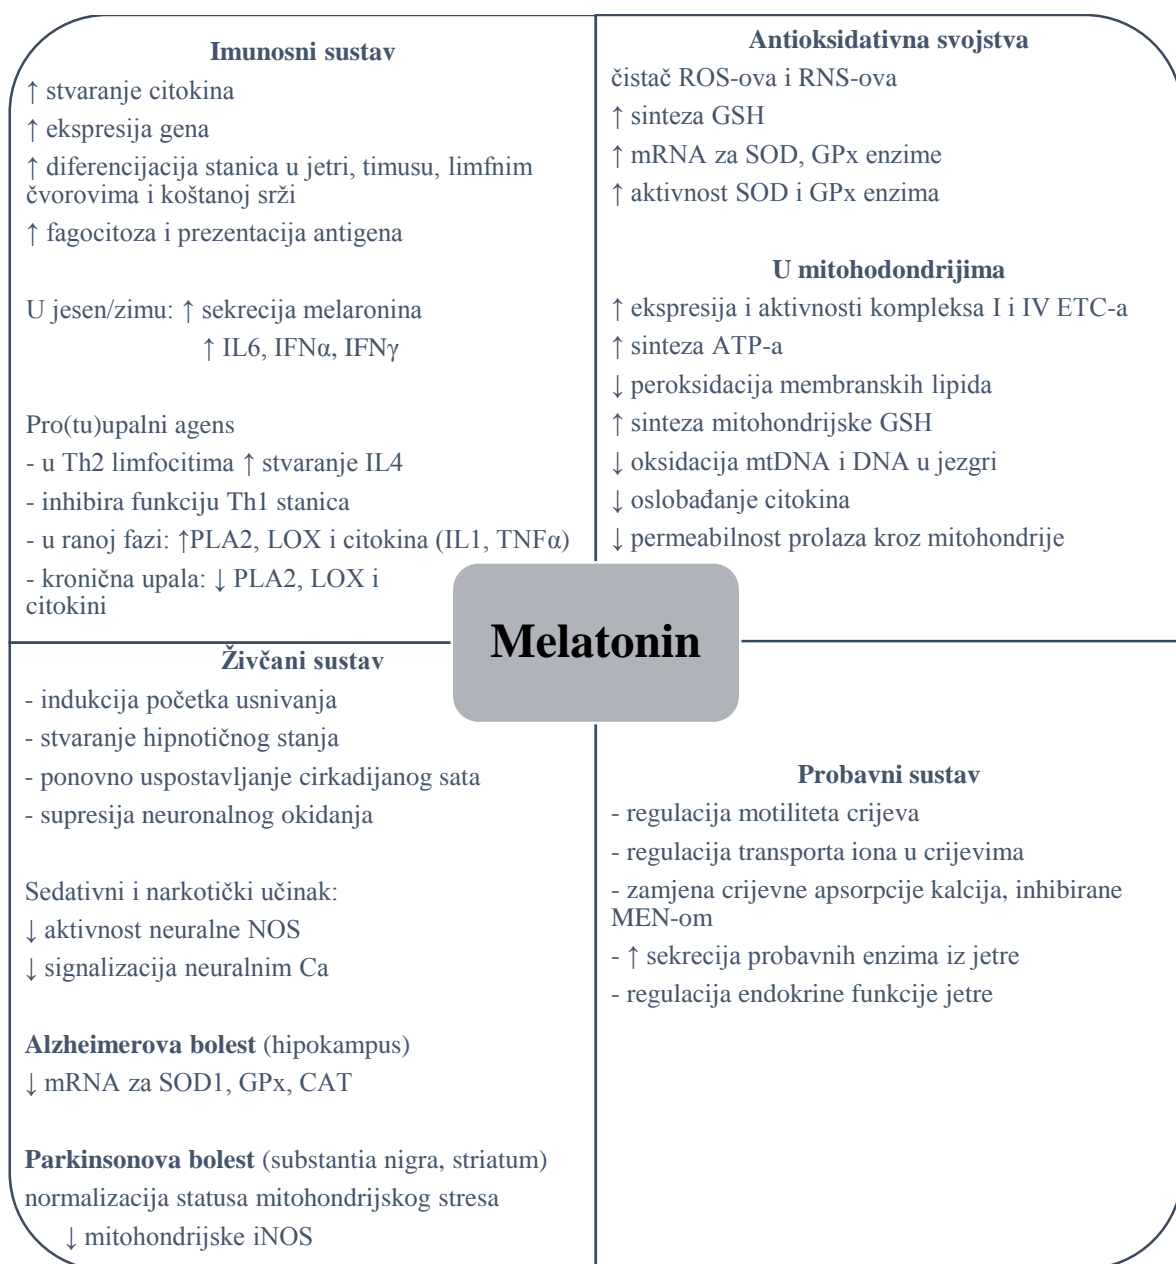 Imunosni sustav
↑ stvaranje citokina
↑ ekspresija gena
↑ diferencijacija stanica u jetri, timusu, limfnim
čvorovima i koštanoj srži
↑ fagocitoza i prezentacija antigena
U jesen/zimu: ↑ sekrecija melaronina
↑ IL6, IFNα, IFNγ
Pro(tu)upalni agens
- u Th2 limfocitima ↑ stvaranje IL4
- inhibira funkciju Th1 stanica
- u ranoj fazi: ↑PLA2, LOX i citokina (IL1, TNFα)
- kronična upala: ↓ PLA2, LOX i
citokini
Antioksidativna svojstva
čistač ROS-ova i RNS-ova
↑ sinteza GSH
↑ mRNA za SOD, GPx enzime
↑ aktivnost SOD i GPx enzima
U mitohodondrijima
↑ ekspresija i aktivnosti kompleksa I i IV ETC-a
↑ sinteza ATP-a
↓ peroksidacija membranskih lipida
↑ sinteza mitohondrijske GSH
↓ oksidacija mtDNA i DNA u jezgri
↓ oslobađanje citokina
↓ permeabilnost prolaza kroz mitohondrije
Melatonin
Živčani sustav
- indukcija početka usnivanja
- stvaranje hipnotičnog stanja
- ponovno uspostavljanje cirkadijanog sata
- supresija neuronalnog okidanja
Sedativni i narkotički učinak:
↓ aktivnost neuralne NOS
↓ signalizacija neuralnim Ca
Alzheimerova bolest (hipokampus)
↓ mRNA za SOD1, GPx, CAT
Parkinsonova bolest (substantia nigra, striatum)
normalizacija statusa mitohondrijskog stresa
↓ mitohondrijske iNOS
Probavni sustav
- regulacija motiliteta crijeva
- regulacija transporta iona u crijevima
- zamjena crijevne apsorpcije kalcija, inhibirane
MEN-om
- ↑ sekrecija probavnih enzima iz jetre
- regulacija endokrine funkcije jetre